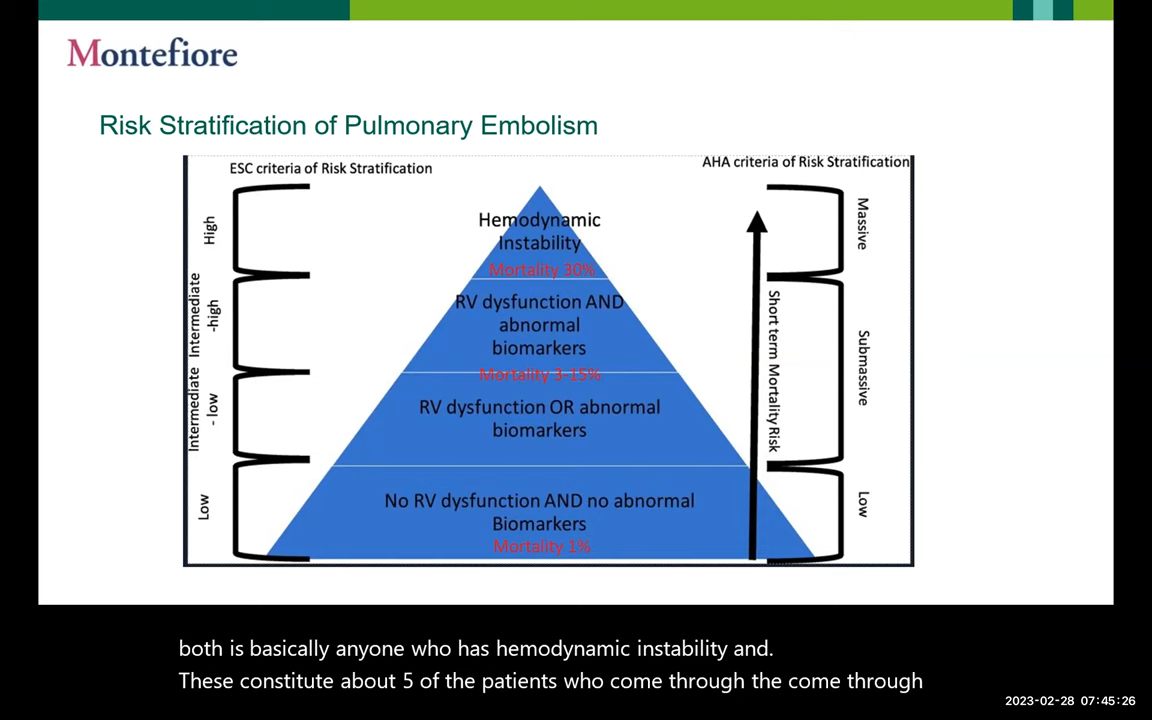 Montefiore
Risk Stratification of Pulmonary Embolism
ESC criteria of Risk Stratification
AHA criteria of Risk Stratification
High
Intermediate
-high
Intermediate
- low
Low
Hemodynamic
Instability
Mortality 30%
RV dysfunction AND
abnormal
biomarkers
Mortality 3-15%
RV dysfunction OR abnormal
biomarkers
No RV dysfunction AND no abnormal
Biomarkers
Mortality 1%
Short term Mortality Risk
Massive
Submassive
Low
both is basically anyone who has hemodynamic instability and.
These constitute about 5 of the patients who come through the come through
2023-02-28 07:45:26